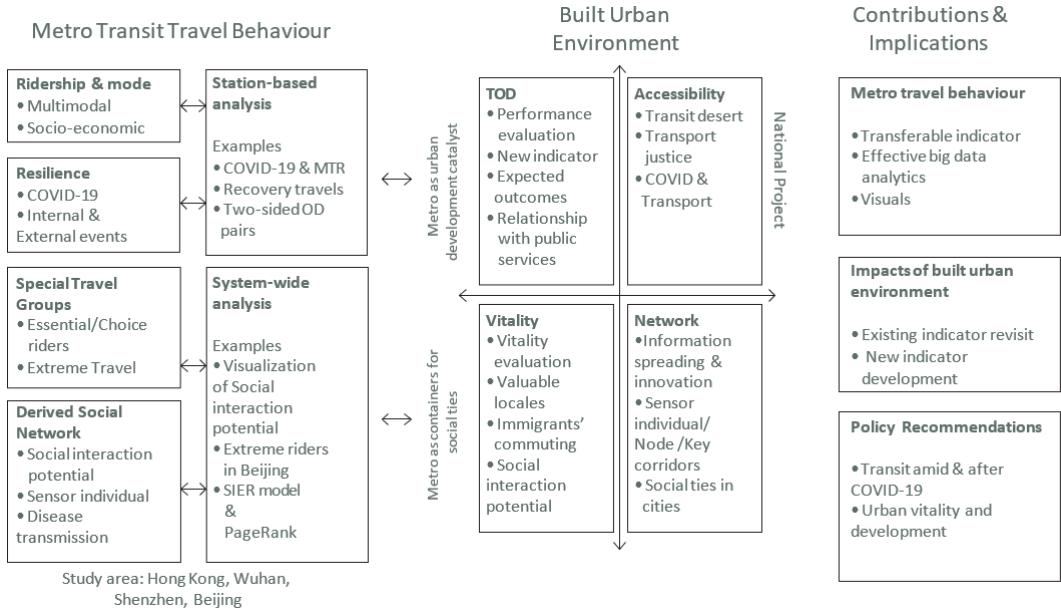 Metro Transit Travel Behaviour
Ridership & mode
• Multimodal
• Socio-economic
Resilience
• COVID-19
• Internal &
External events
Special Travel
Groups
• Essential/Choice
riders
• Extreme Travel
Derived Social
Network
• Social interaction
potential
• Sensor individual
• Disease
transmission
Station-based
analysis
Examples
• COVID-19 & MTR
• Recovery travels
• Two-sided OD
pairs
System-wide
analysis
Examples
• Visualization
of Social
interaction
potential
• Extreme riders
in Beijing
• SIER model
&
PageRank
Study area: Hong Kong, Wuhan,
Shenzhen, Beijing
Metro as urban
development catalyst
Metro as containers for
social ties
Built Urban
Environment
TOD
• Performance
evaluation
• New indicator
• Expected
outcomes
• Relationship
with public
services
Accessibility
• Transit desert
• Transport
justice
• COVID &
Transport
Vitality
• Vitality
evaluation
• Valuable
locales
• Immigrants’
commuting
• Social
interaction
potential
Network
• Information
spreading &
innovation
• Sensor
individual/
Node /Key
corridors
• Social ties in
cities
National
Project
Contributions &
Implications
Metro travel behaviour
• Transferable indicator
• Effective big data
analytics
• Visuals
Impacts of built urban
environment
• Existing indicator revisit
• New indicator
development
Policy Recommendations
• Transit amid & after
COVID-19
• Urban vitality and
development